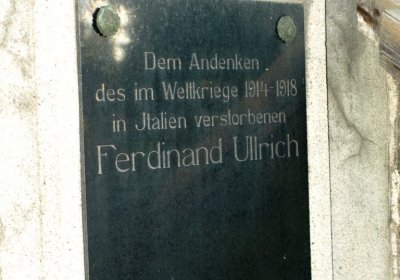 Dem Andenken
des im Weltkriege 1914-1918
in Jtalien verstorbenen
Ferdinand Ullrich